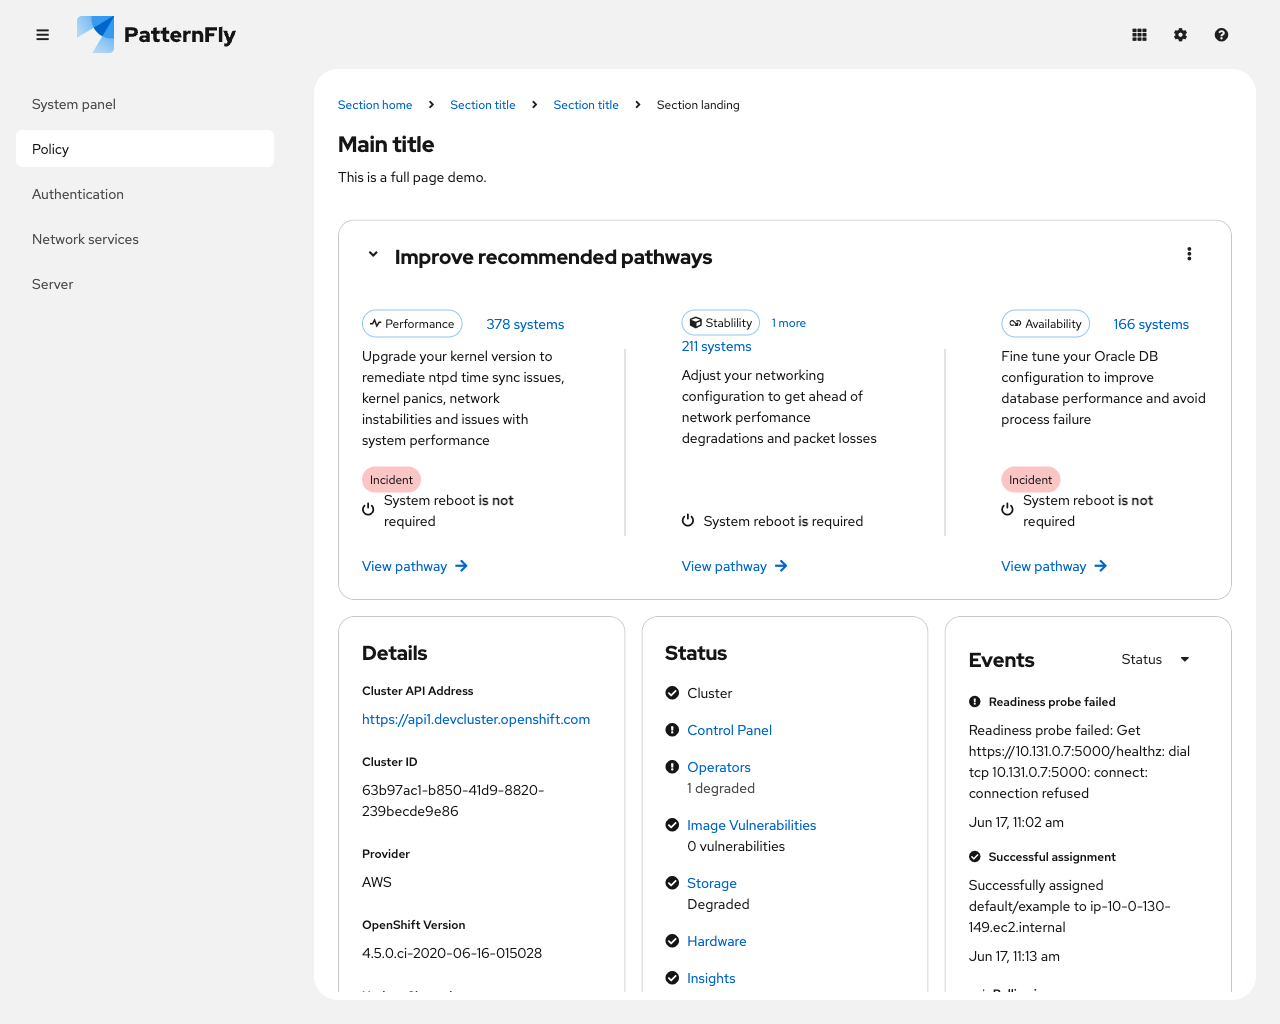 PatternFly
System panel
Policy
Authentication
Network services
Server
Section home
Section title
Section title
Section landing
Main title
This is a full page demo.
Improve recommended pathways
Performance
378 systems
Upgrade your kernel version to
remediate ntpd time sync issues,
kernel panics, network
instabilities and issues with
system performance
Incident
System reboot is not
required
View pathway
Stablility
1 more
211 systems
Adjust your networking
configuration to get ahead of
network perfomance
degradations and packet losses
System reboot is required
View pathway
Availability
166 systems
Fine tune your Oracle DB
configuration to improve
database performance and avoid
process failure
Incident
System reboot is not
required
View pathway
Details
Cluster API Address
https://api1.devcluster.openshift.com
Cluster ID
63b97ac1-b850-41d9-8820-
239becde9e86
Provider
AWS
OpenShift Version
4.5.0.ci-2020-06-16-015028
Status
Cluster
Control Panel
Operators
1 degraded
Image Vulnerabilities
0 vulnerabilities
Storage
Degraded
Hardware
Insights
Events
Status
Readiness probe failed
Readiness probe failed: Get
https://10.131.0.7:5000/healthz: dial
tcp 10.131.0.7:5000: connect:
connection refused
Jun 17, 11:02 am
Successful assignment
Successfully assigned
default/example to ip-10-0-130-
149.ec2.internal
Jun 17, 11:13 am